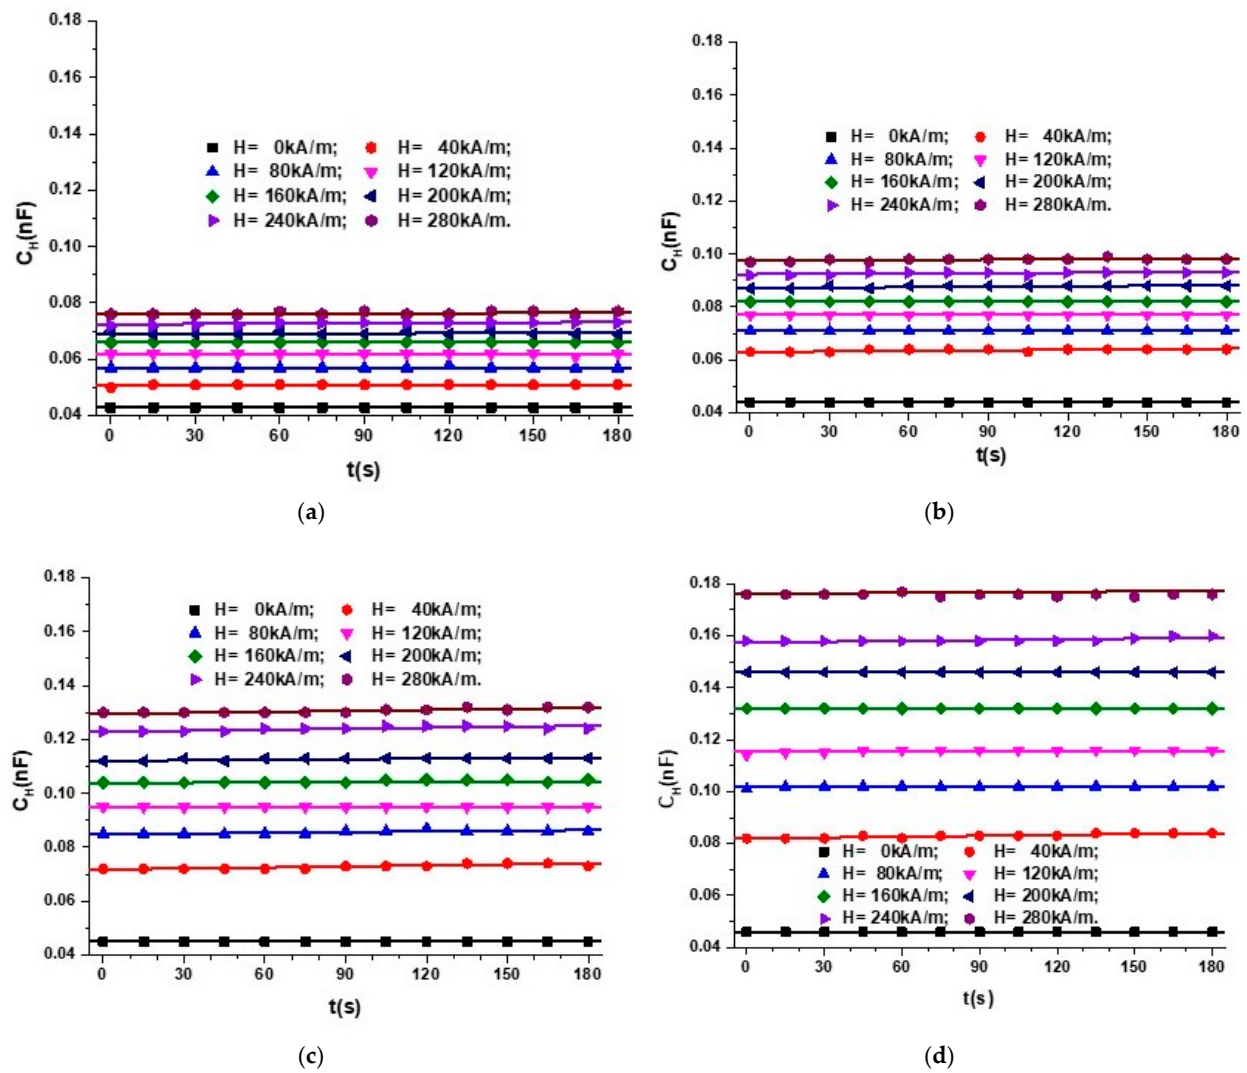 0.18
0.16
0.14
0.12
0.10
0.08
0.06
0.04
C_H(nF)
H= 0kA/m; H= 40kA/m;
H= 80kA/m; H= 120kA/m;
H= 160kA/m; H= 200kA/m;
H= 240kA/m; H= 280kA/m.
0 30 60 90 120 150 180
t(s)
(a)
0.18
0.16
0.14
0.12
0.10
0.08
0.06
0.04
C_H(nF)
H= 0kA/m; H= 40kA/m;
H= 80kA/m; H= 120kA/m;
H= 160kA/m; H= 200kA/m;
H= 240kA/m; H= 280kA/m.
0 30 60 90 120 150 180
t(s)
(b)
0.18
0.16
0.14
0.12
0.10
0.08
0.06
0.04
C_H(nF)
H= 0kA/m; H= 40kA/m;
H= 80kA/m; H= 120kA/m;
H= 160kA/m; H= 200kA/m;
H= 240kA/m; H= 280kA/m.
0 30 60 90 120 150 180
t(s)
(c)
0.18
0.16
0.14
0.12
0.10
0.08
0.06
0.04
C_H(nF)
H= 0kA/m; H= 40kA/m;
H= 80kA/m; H= 120kA/m;
H= 160kA/m; H= 200kA/m;
H= 240kA/m; H= 280kA/m.
0 30 60 90 120 150 180
t(s)
(d)